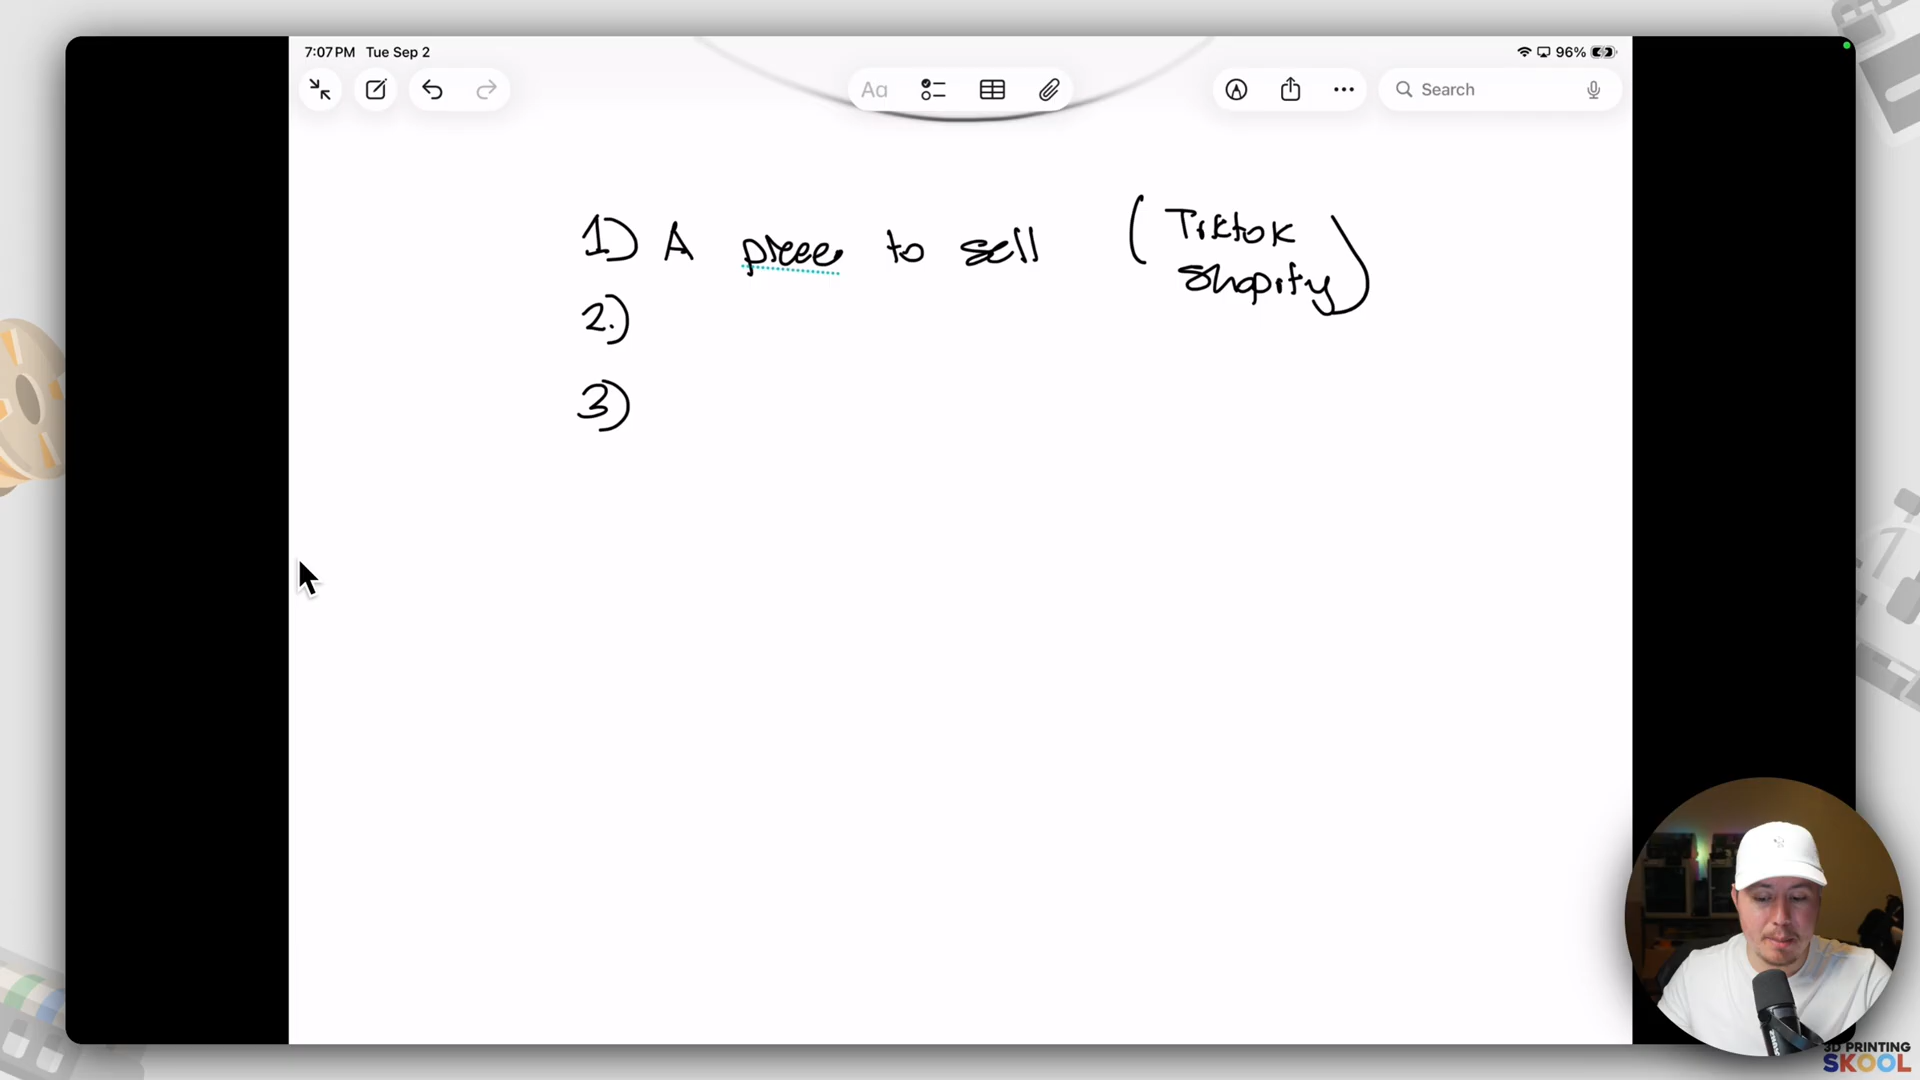 7:07 PM Tue Sep 2
96%
Aa
Search
1) A piece to sell (Tiktok
Shopify)
2.)
3)
3D PRINTING
SKOOL